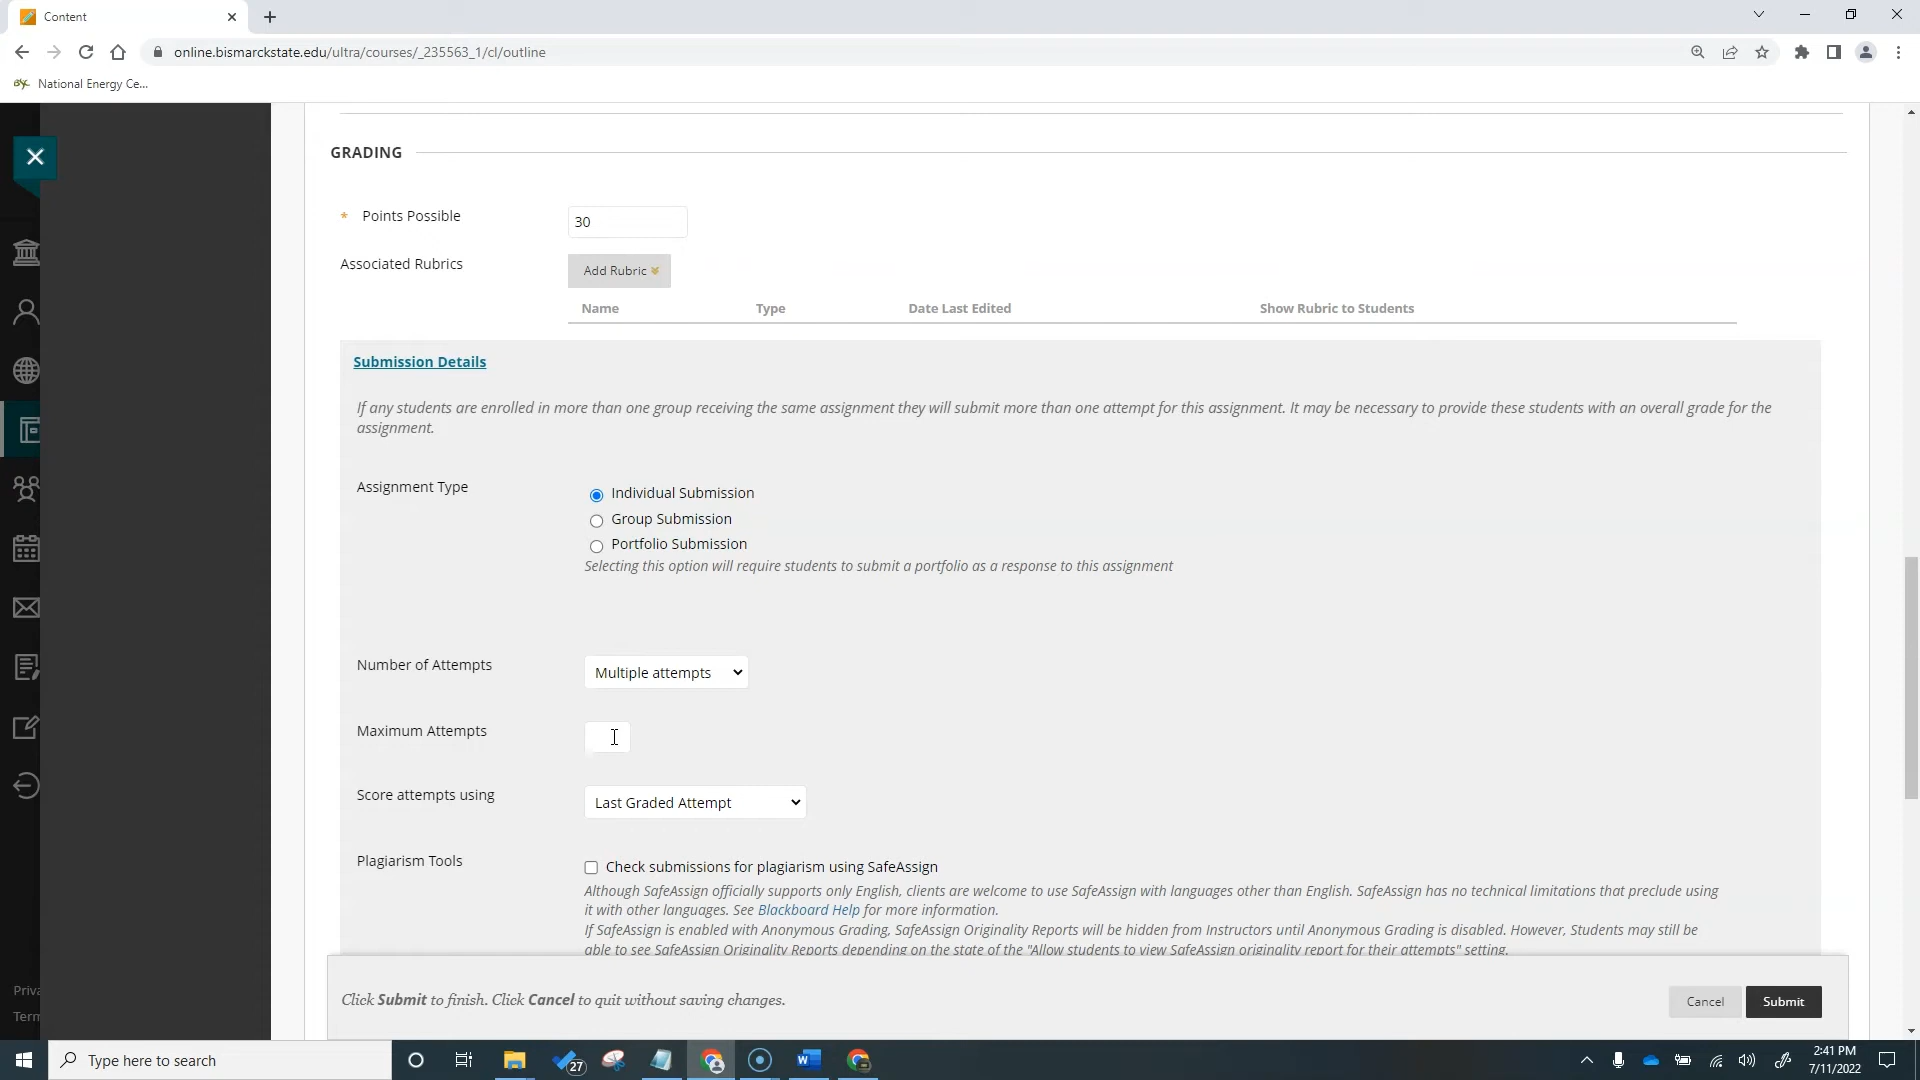 Content
online.bismarckstate.edu/ultra/courses/_235563_1/cl/outline
National Energy Ce...
GRADING
* Points Possible
30
Associated Rubrics
Add Rubric
Name Type Date Last Edited Show Rubric to Students
Submission Details
If any students are enrolled in more than one group receiving the same assignment they will submit more than one attempt for this assignment. It may be necessary to provide these students with an overall grade for the
assignment.
Assignment Type
Individual Submission
Group Submission
Portfolio Submission
Selecting this option will require students to submit a portfolio as a response to this assignment
Number of Attempts
Multiple attempts
Maximum Attempts
Score attempts using
Last Graded Attempt
Plagiarism Tools
Check submissions for plagiarism using SafeAssign
Although SafeAssign officially supports only English, clients are welcome to use SafeAssign with languages other than English. SafeAssign has no technical limitations that preclude using
it with other languages. See Blackboard Help for more information.
If SafeAssign is enabled with Anonymous Grading, SafeAssign Originality Reports will be hidden from Instructors until Anonymous Grading is disabled. However, Students may still be
able to see SafeAssign Originality Reports depending on the state of the "Allow students to view SafeAssign originality report for their attempts" setting.
Priva
Term
Click Submit to finish. Click Cancel to quit without saving changes.
Cancel
Submit
Type here to search
27
2:41 PM
7/11/2022